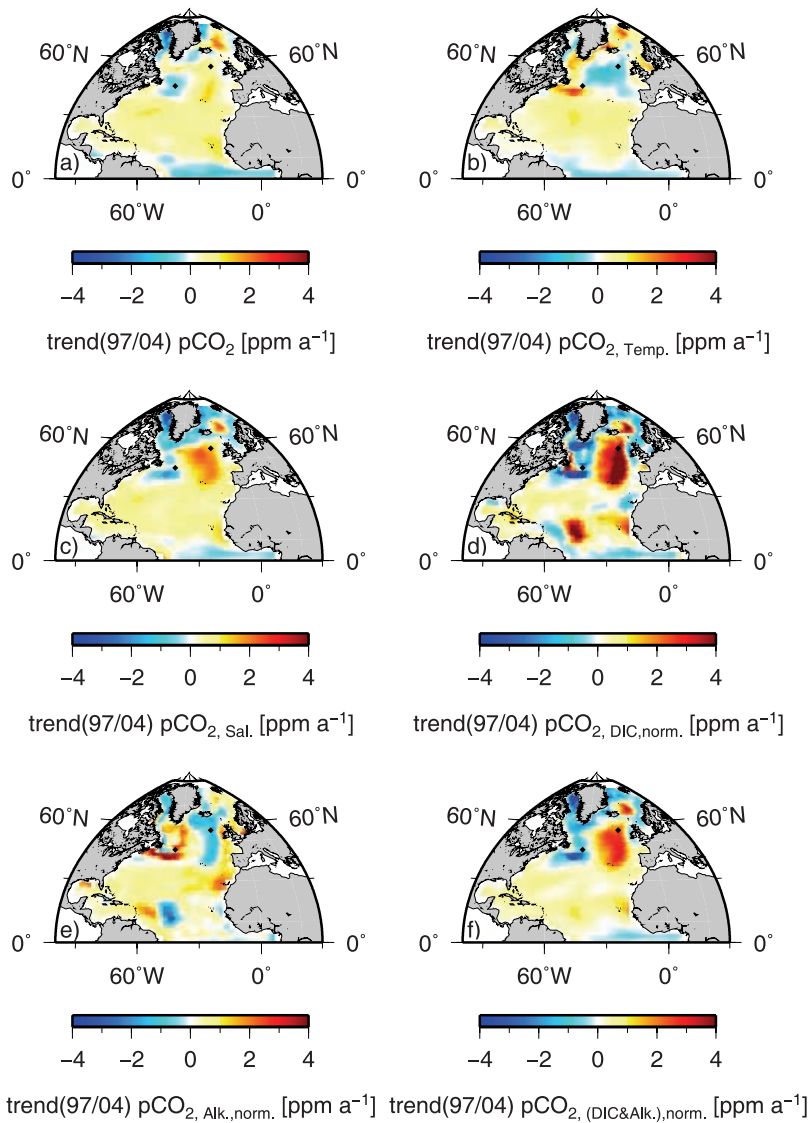 60°N 60°N 60°N 60°N
a) b)
0° 0° 0° 0°
60°W 0° 60°W 0°
−4 −2 0 2 4 −4 −2 0 2 4
trend(97/04) pCO₂ [ppm a⁻¹] trend(97/04) pCO₂, Temp. [ppm a⁻¹]
60°N 60°N 60°N 60°N
c) d)
0° 0° 0° 0°
60°W 0° 60°W 0°
−4 −2 0 2 4 −4 −2 0 2 4
trend(97/04) pCO₂, Sal. [ppm a⁻¹] trend(97/04) pCO₂, DIC,norm. [ppm a⁻¹]
60°N 60°N 60°N 60°N
e) f)
0° 0° 0° 0°
60°W 0° 60°W 0°
−4 −2 0 2 4 −4 −2 0 2 4
trend(97/04) pCO₂, Alk.,norm. [ppm a⁻¹] trend(97/04) pCO₂, (DIC&Alk.),norm. [ppm a⁻¹]